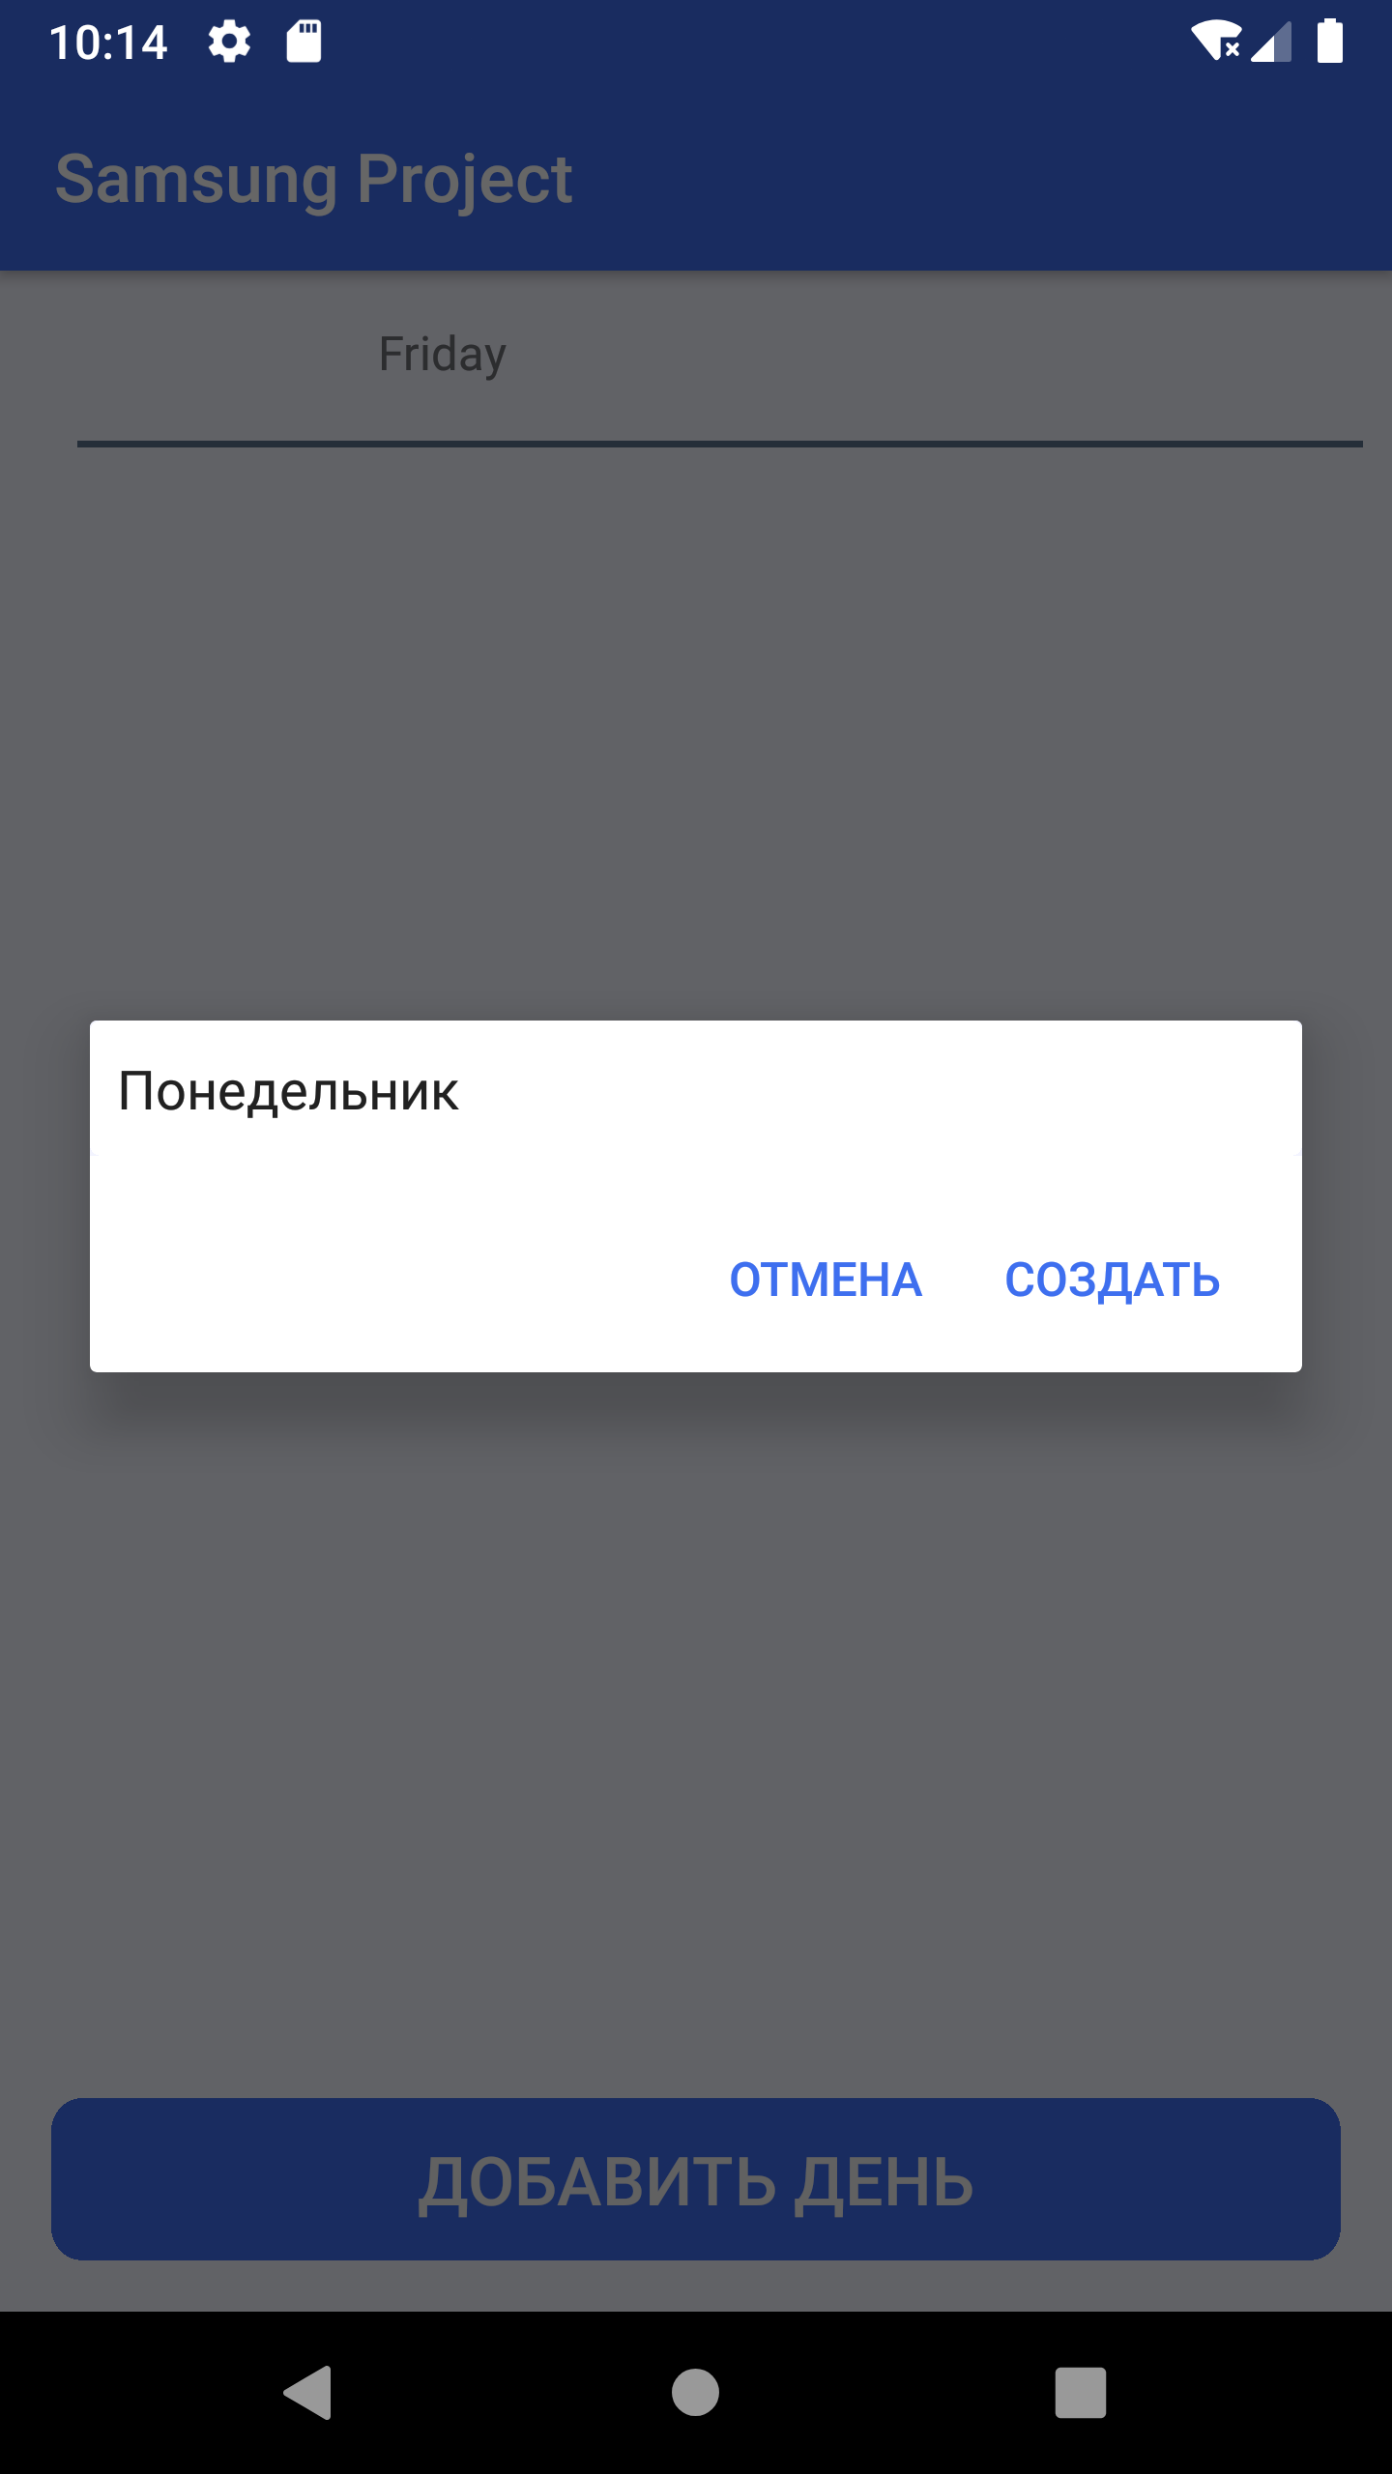 10:14
Samsung Project
Friday
Понедельник
ОТМЕНА СОЗДАТЬ
ДОБАВИТЬ ДЕНЬ